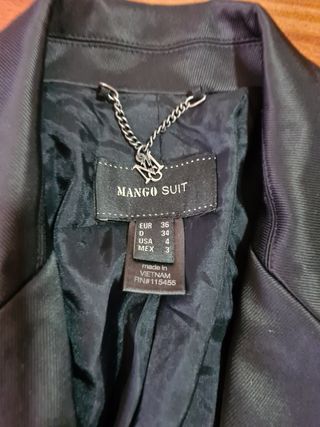 MANGO SUIT
EUR 36
D 34
USA 4
MEX 3
made in
VIETNAM
RN#115455